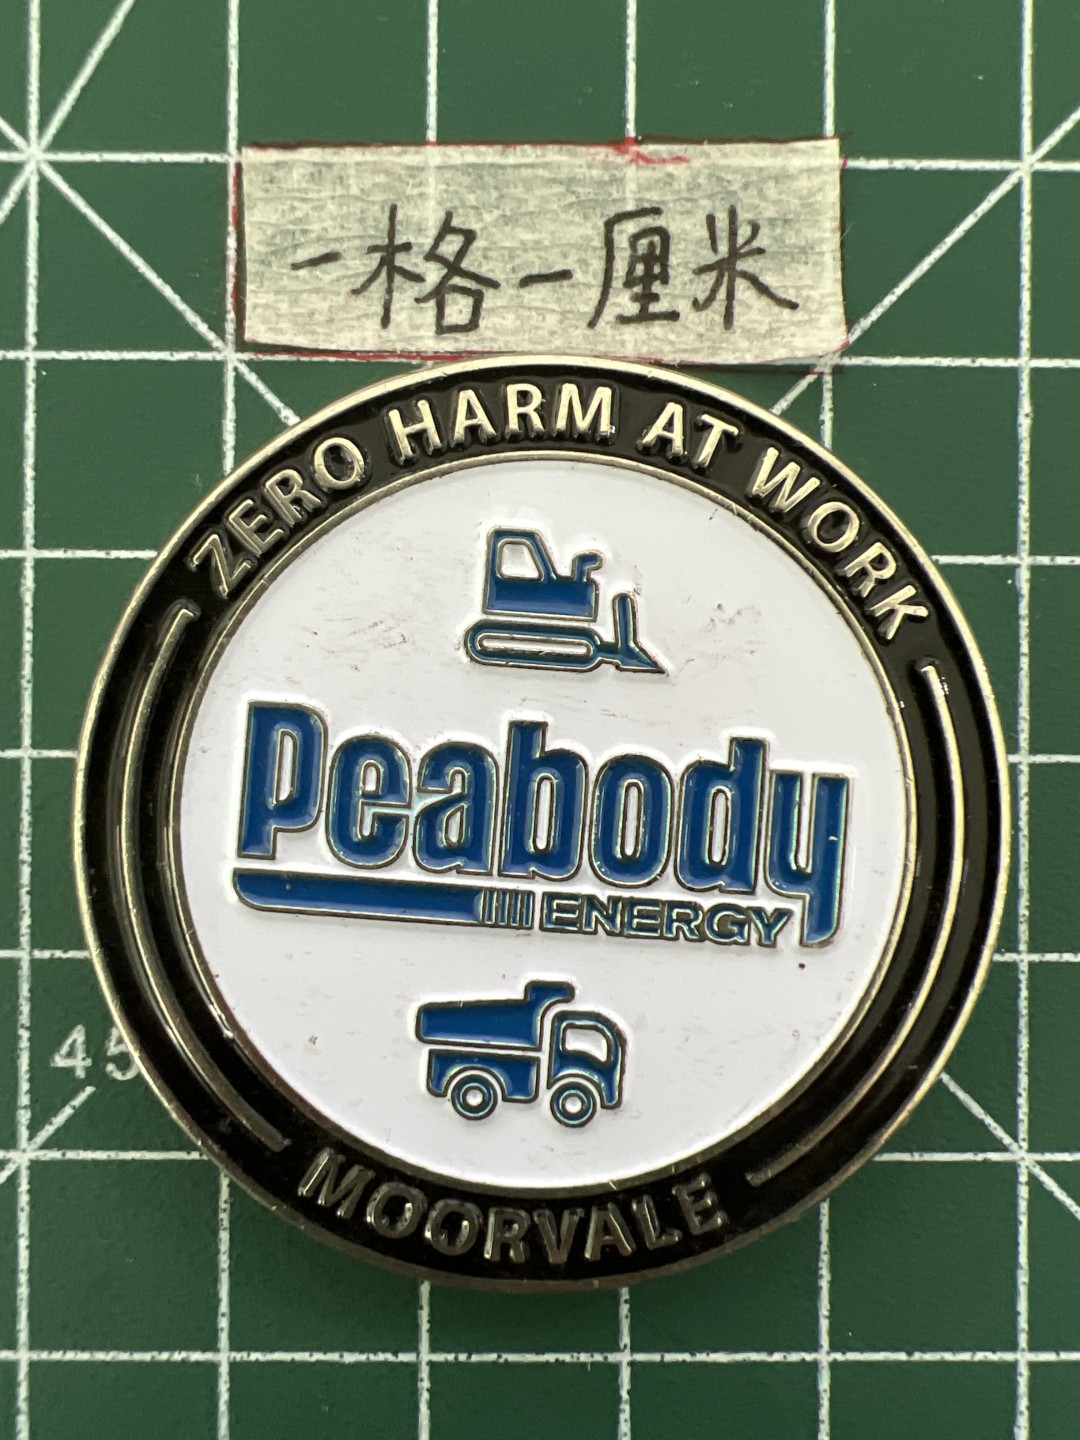 一格一厘米
ZERO HARM AT WORK
Peabody
ENERGY
45
MOORVALE